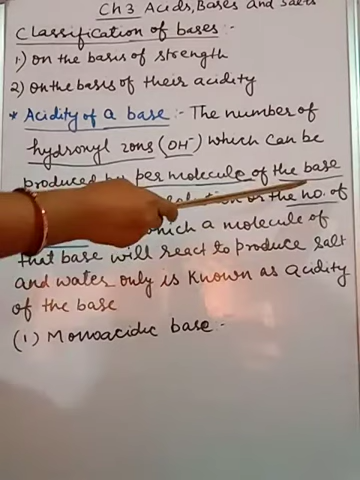 Ch 3 Acids, Bases and Salts
Classification of bases :-
1) on the basis of strength
2) on the basis of their acidity
* Acidity of a base :- The number of
hydroxyl ions (OH⁻) which can be
produced by per molecule of the base
solution or the no. of
which a molecule of
that base will react to produce salt
and water only is known as acidity
of the base
(1) Monoacidic base :-